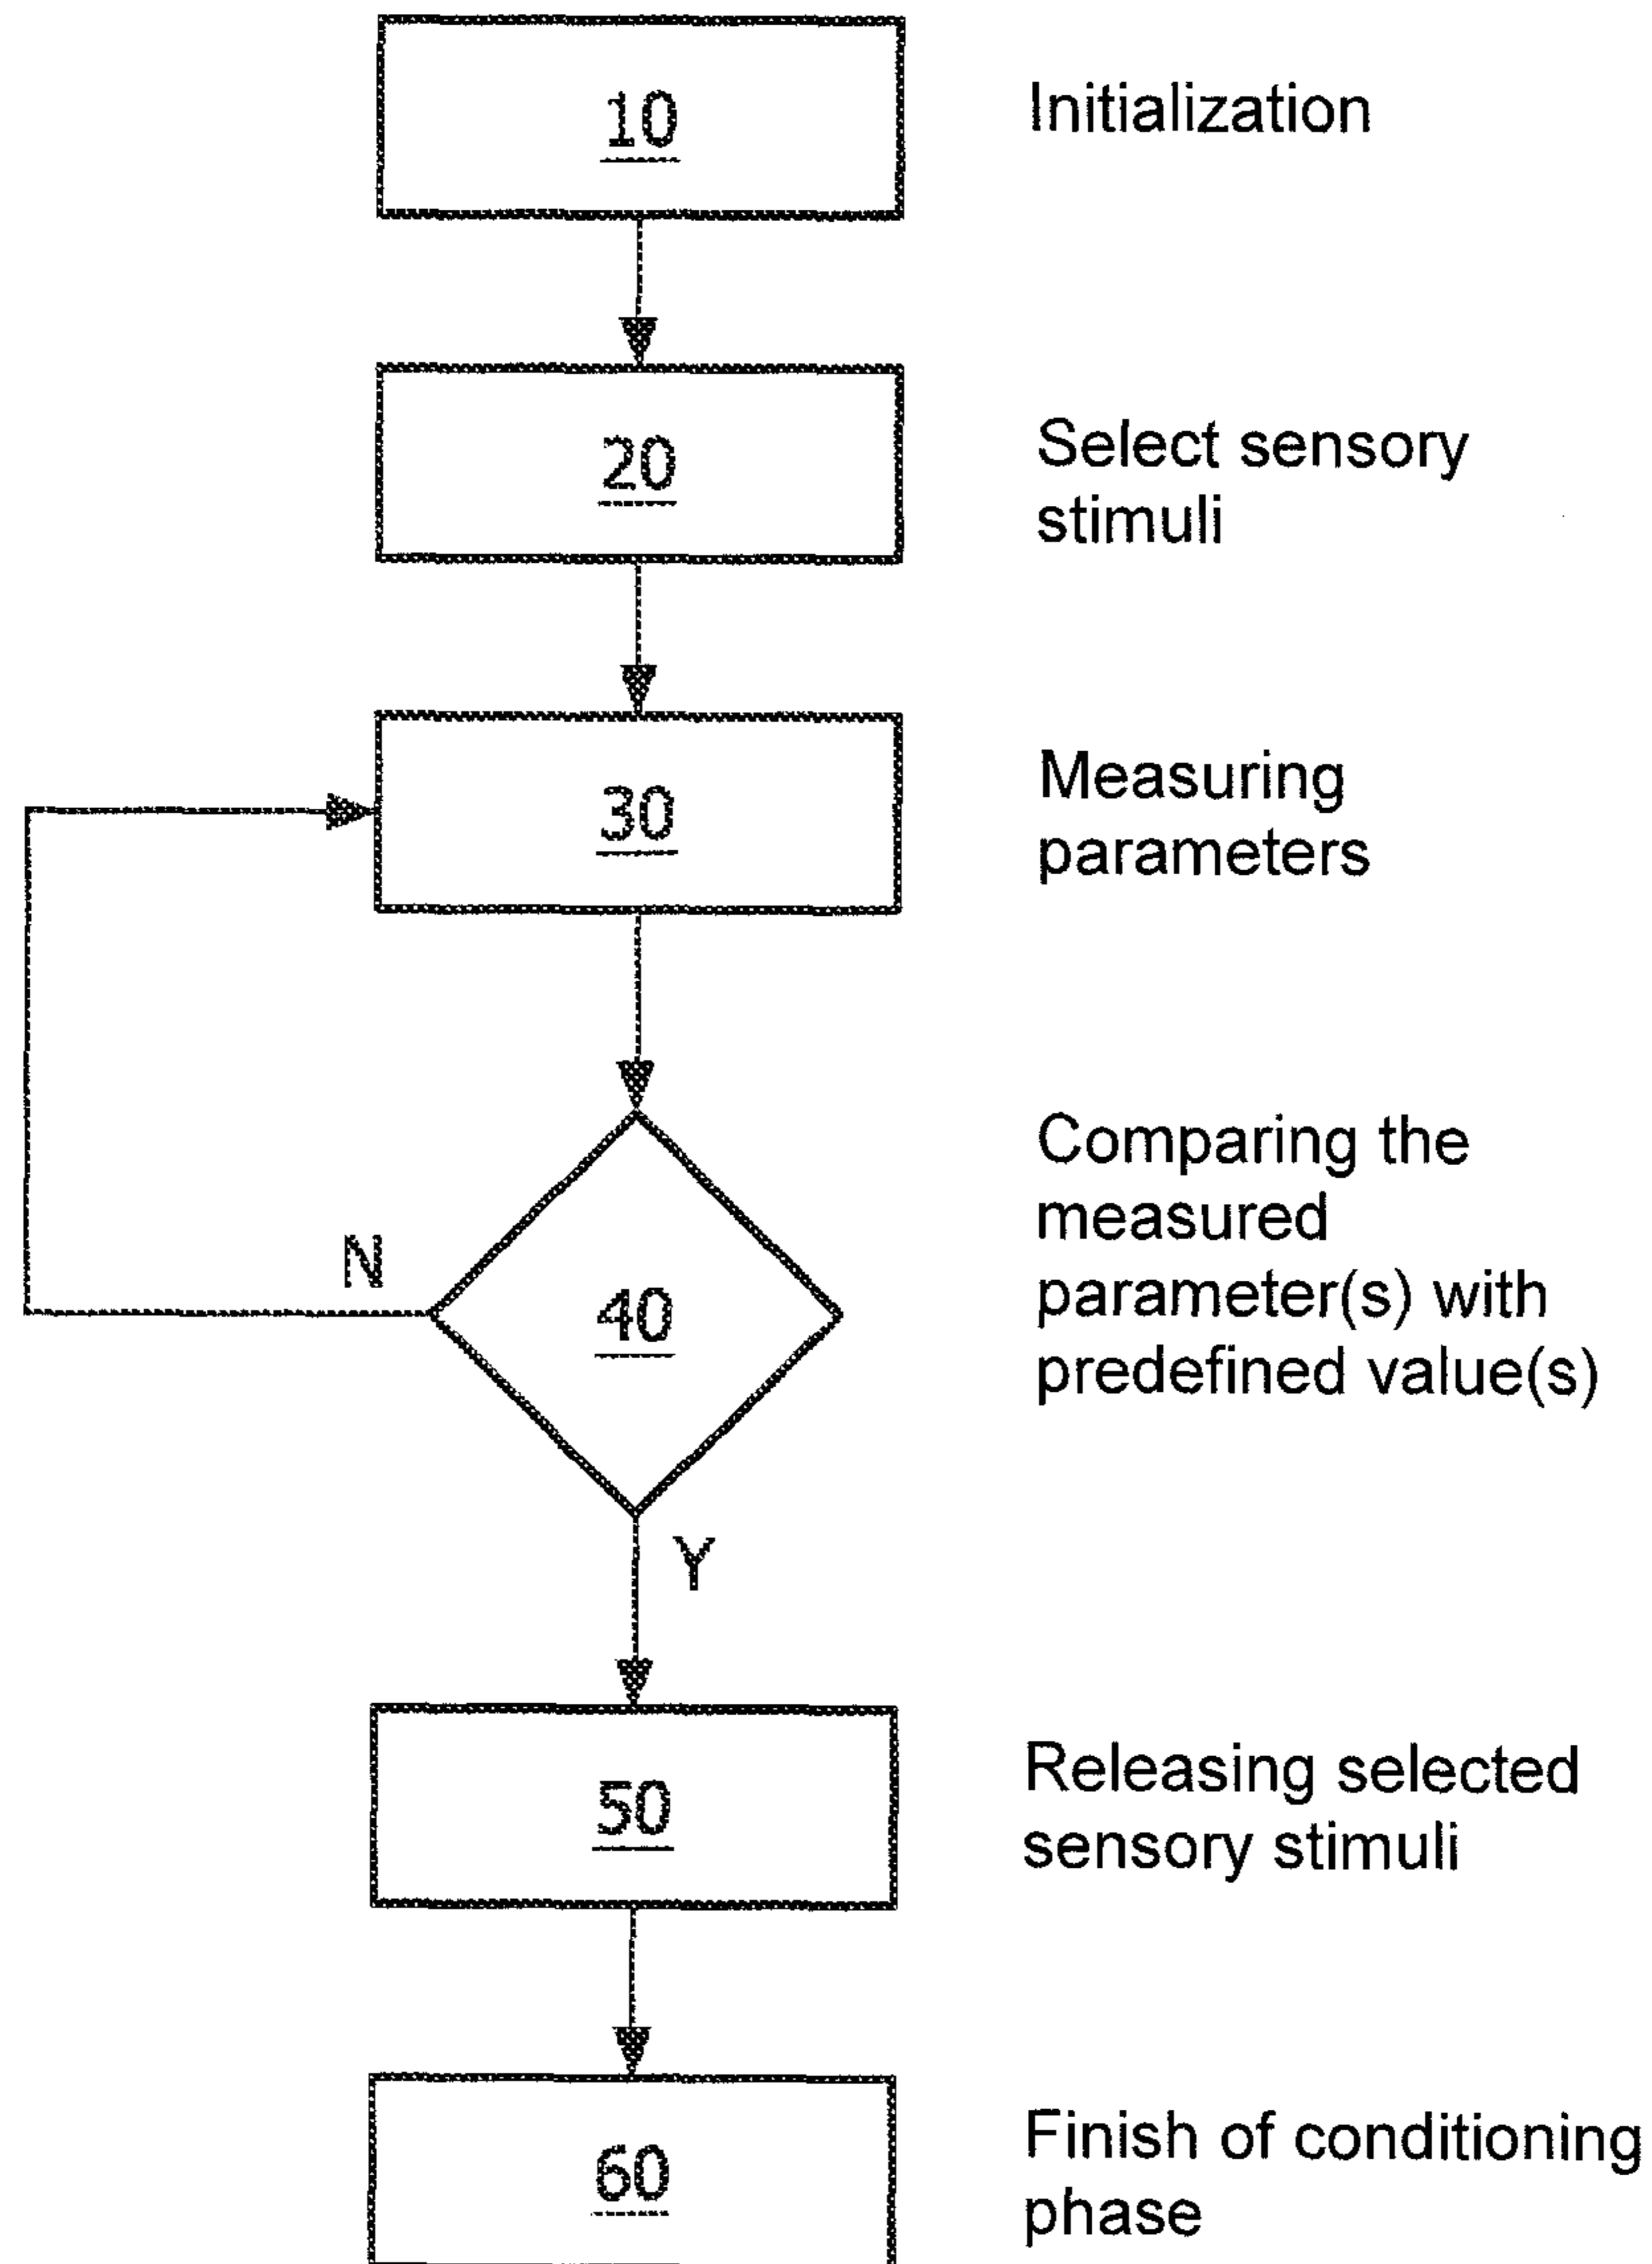 10
Initialization
20
Select sensory
stimuli
30
Measuring
parameters
Comparing the
measured
parameter(s) with
predefined value(s)
N
40
Y
50
Releasing selected
sensory stimuli
60
Finish of conditioning
phase